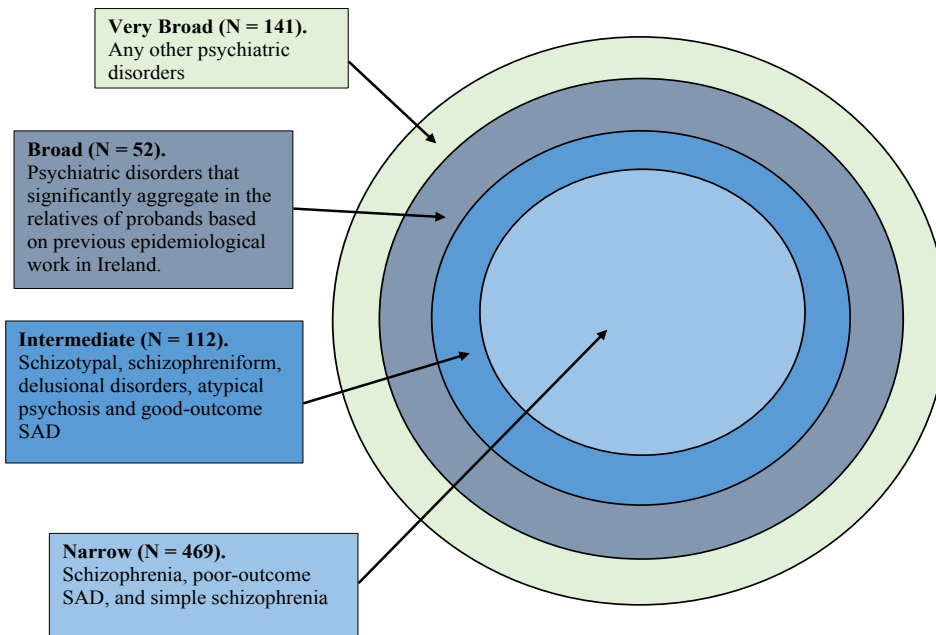 Very Broad (N = 141).
Any other psychiatric
disorders
Broad (N = 52).
Psychiatric disorders that
significantly aggregate in the
relatives of probands based
on previous epidemiological
work in Ireland.
Intermediate (N = 112).
Schizotypal, schizophreniform,
delusional disorders, atypical
psychosis and good-outcome
SAD
Narrow (N = 469).
Schizophrenia, poor-outcome
SAD, and simple schizophrenia